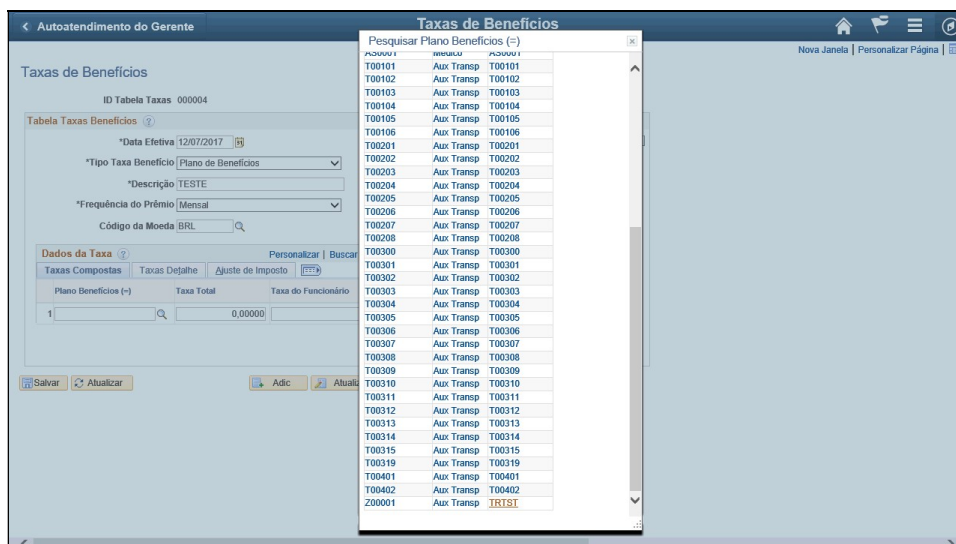 Autoatendimento do Gerente
Taxas de Benefícios
Nova Janela | Personalizar Página |
Taxas de Benefícios
ID Tabela Taxas 000004
Tabela Taxas Benefícios
*Data Efetiva 12/07/2017
*Tipo Taxa Benefício Plano de Benefícios
*Descrição TESTE
*Frequência do Prêmio Mensal
Código da Moeda BRL
Dados da Taxa Personalizar | Buscar
Taxas Compostas Taxas Detalhe Ajuste de Imposto
Plano Benefícios (=) Taxa Total Taxa do Funcionário
1 0,00000
Salvar Atualizar Adic
Pesquisar Plano Benefícios (=)
AS0001 Médico AS0001
T00101 Aux Transp T00101
T00102 Aux Transp T00102
T00103 Aux Transp T00103
T00104 Aux Transp T00104
T00105 Aux Transp T00105
T00106 Aux Transp T00106
T00201 Aux Transp T00201
T00202 Aux Transp T00202
T00203 Aux Transp T00203
T00204 Aux Transp T00204
T00205 Aux Transp T00205
T00206 Aux Transp T00206
T00207 Aux Transp T00207
T00208 Aux Transp T00208
T00300 Aux Transp T00300
T00301 Aux Transp T00301
T00302 Aux Transp T00302
T00303 Aux Transp T00303
T00304 Aux Transp T00304
T00305 Aux Transp T00305
T00306 Aux Transp T00306
T00307 Aux Transp T00307
T00308 Aux Transp T00308
T00309 Aux Transp T00309
T00310 Aux Transp T00310
T00311 Aux Transp T00311
T00312 Aux Transp T00312
T00313 Aux Transp T00313
T00314 Aux Transp T00314
T00315 Aux Transp T00315
T00319 Aux Transp T00319
T00401 Aux Transp T00401
T00402 Aux Transp T00402
Z00001 Aux Transp TRTST